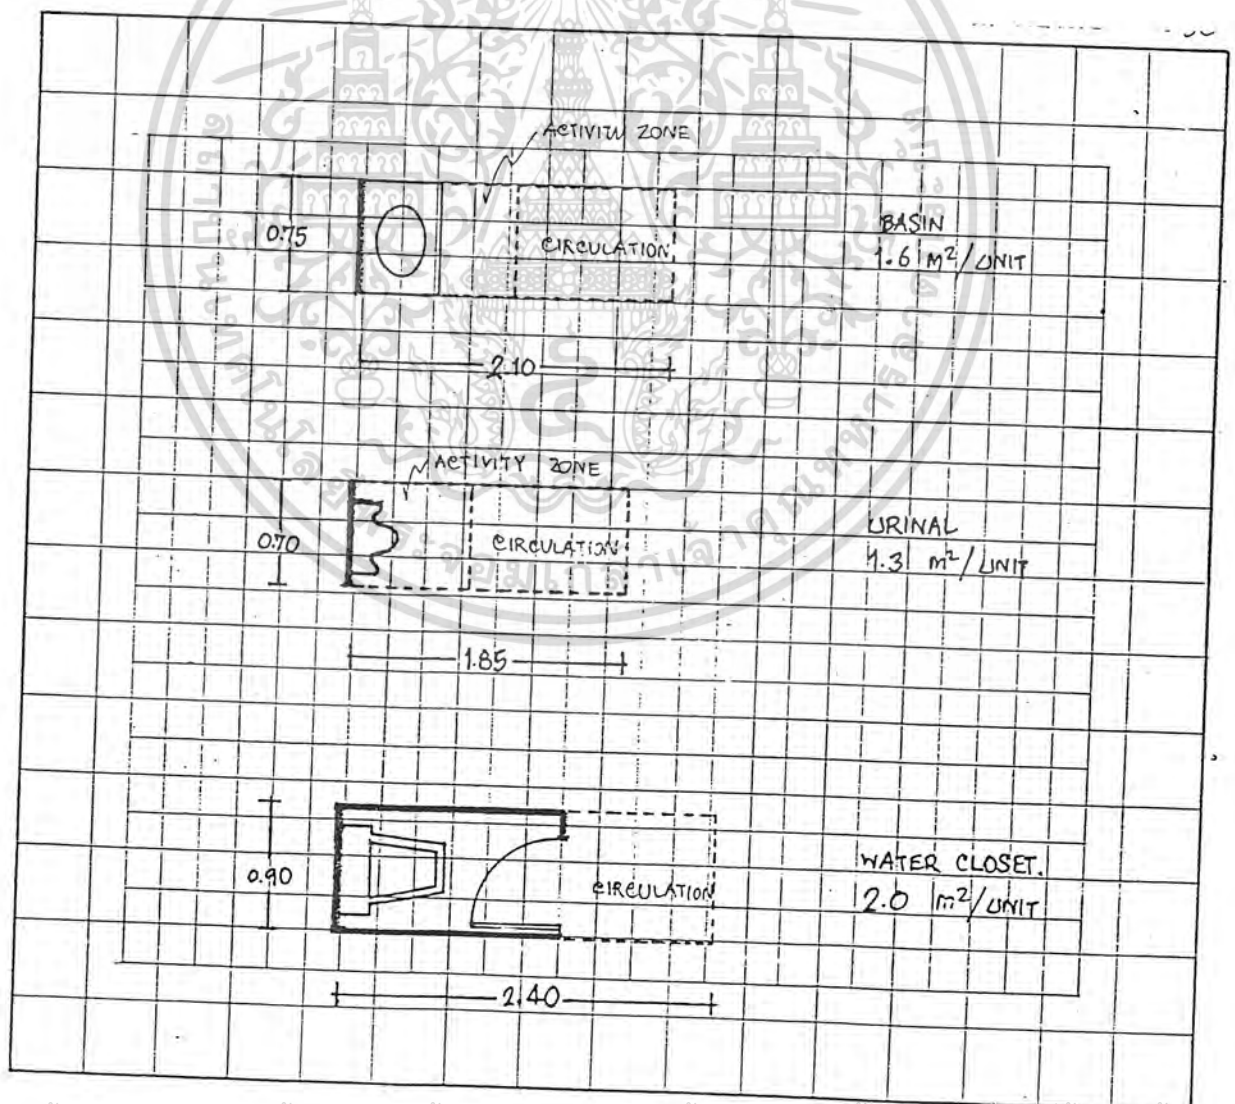 ACTIVITY ZONE
BASIN
0.75
CIRCULATION
1.6 M²/UNIT
2.10
ACTIVITY ZONE
URINAL
0.70
CIRCULATION
1.3 m²/UNIT
1.85
WATER CLOSET.
0.90
CIRCULATION
2.0 m²/UNIT
2.40